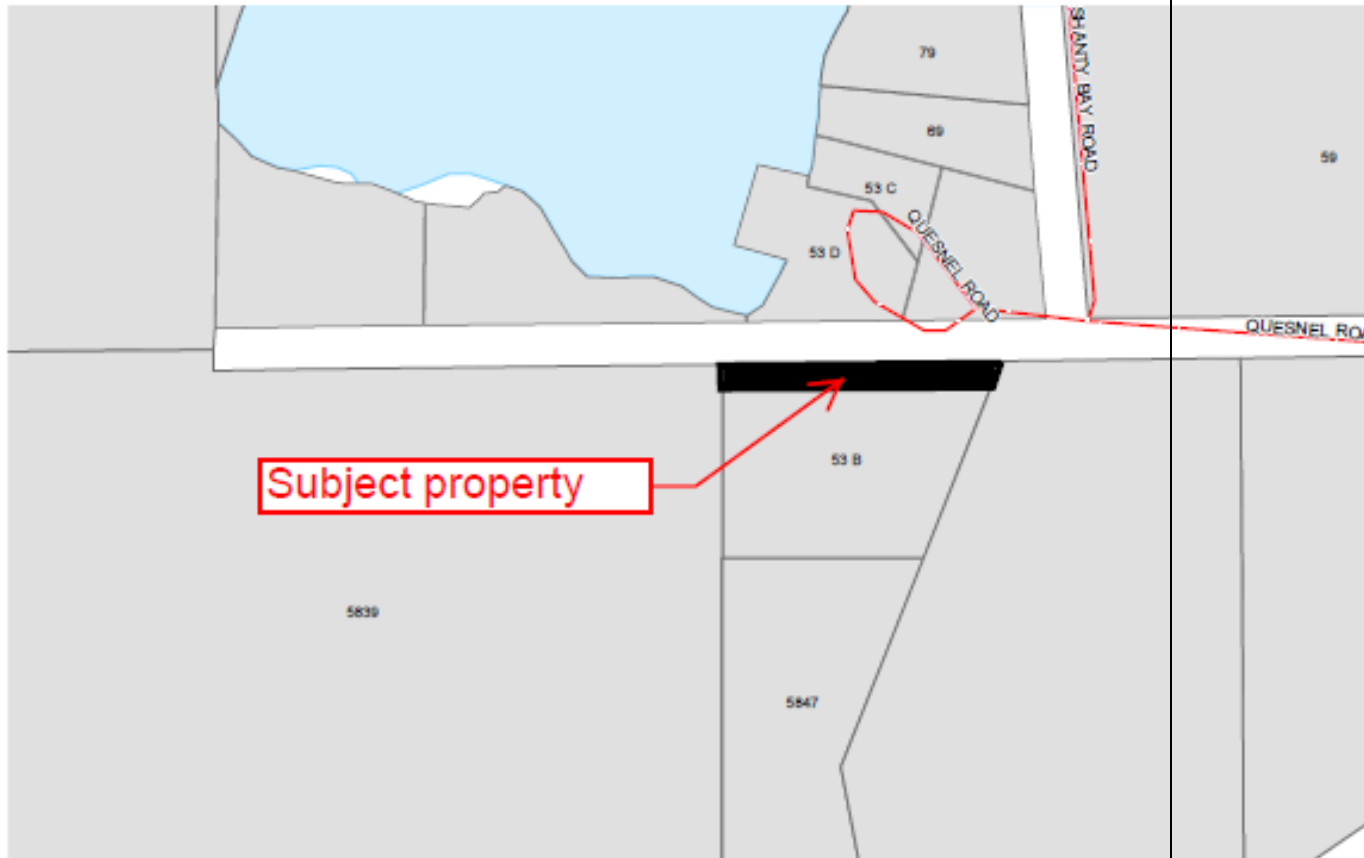 79
SHANTY BAY ROAD
69
59
53 C
QUESNEL ROAD
53 D
QUESNEL ROA
Subject property
53 B
5839
5847